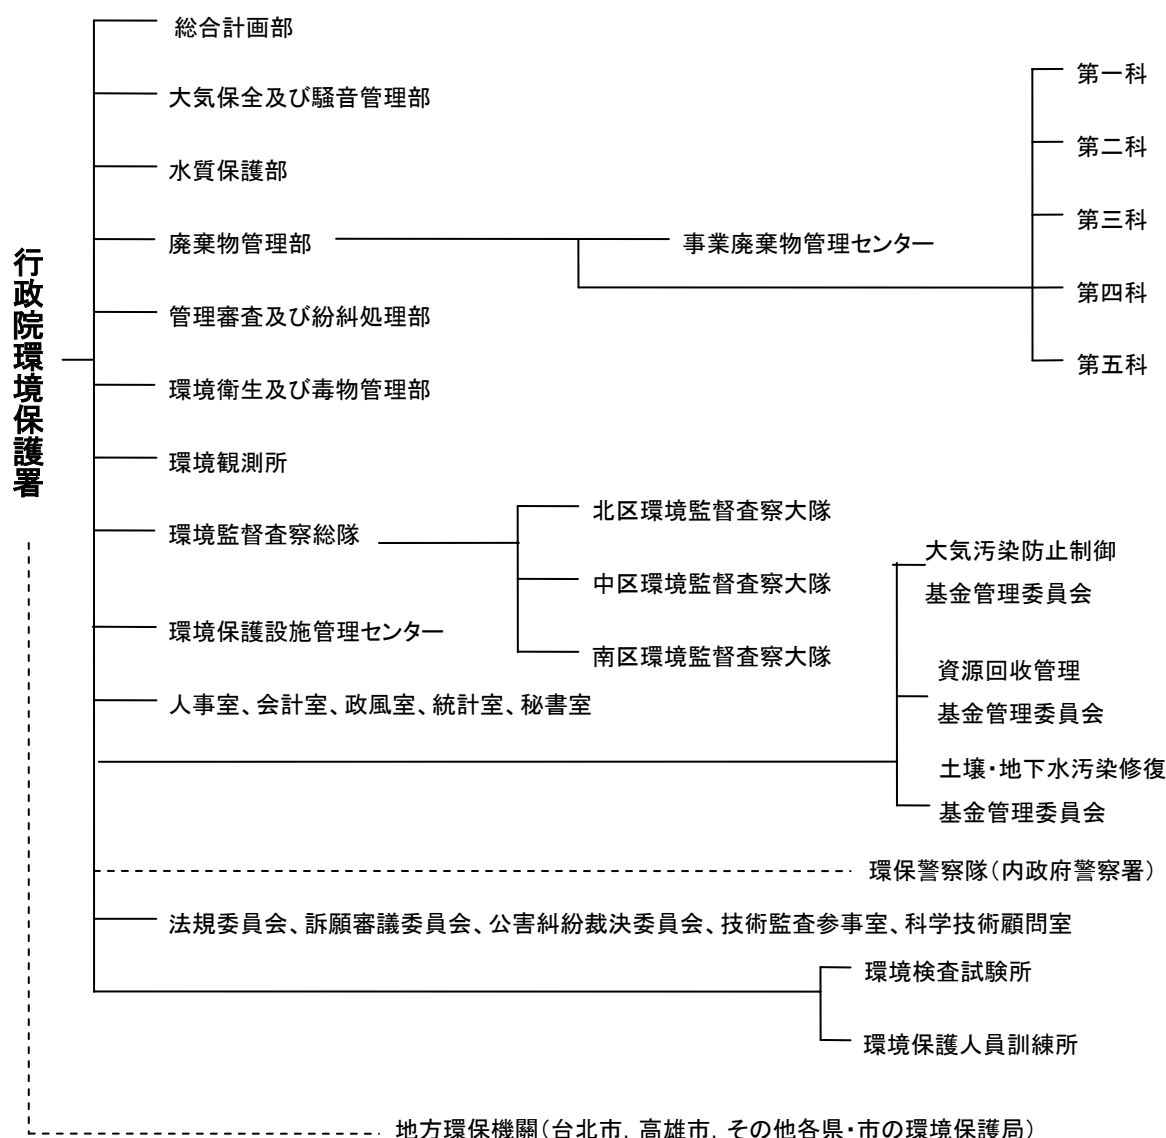 行政院環境保護署
総合計画部
大気保全及び騒音管理部
水質保護部
廃棄物管理部
事業廃棄物管理センター
第一科
第二科
第三科
第四科
第五科
管理審査及び紛糾処理部
環境衛生及び毒物管理部
環境観測所
環境監督査察総隊
北区環境監督査察大隊
中区環境監督査察大隊
南区環境監督査察大隊
環境保護設施管理センター
人事室、会計室、政風室、統計室、秘書室
大気汚染防止制御
基金管理委員会
資源回収管理
基金管理委員会
土壌・地下水汚染修復
基金管理委員会
環保警察隊(内政府警察署)
法規委員会、訴願審議委員会、公害糾紛裁決委員会、技術監査参事室、科学技術顧問室
環境検査試験所
環境保護人員訓練所
地方環保機關(台北市, 高雄市, その他各県・市の環境保護局)